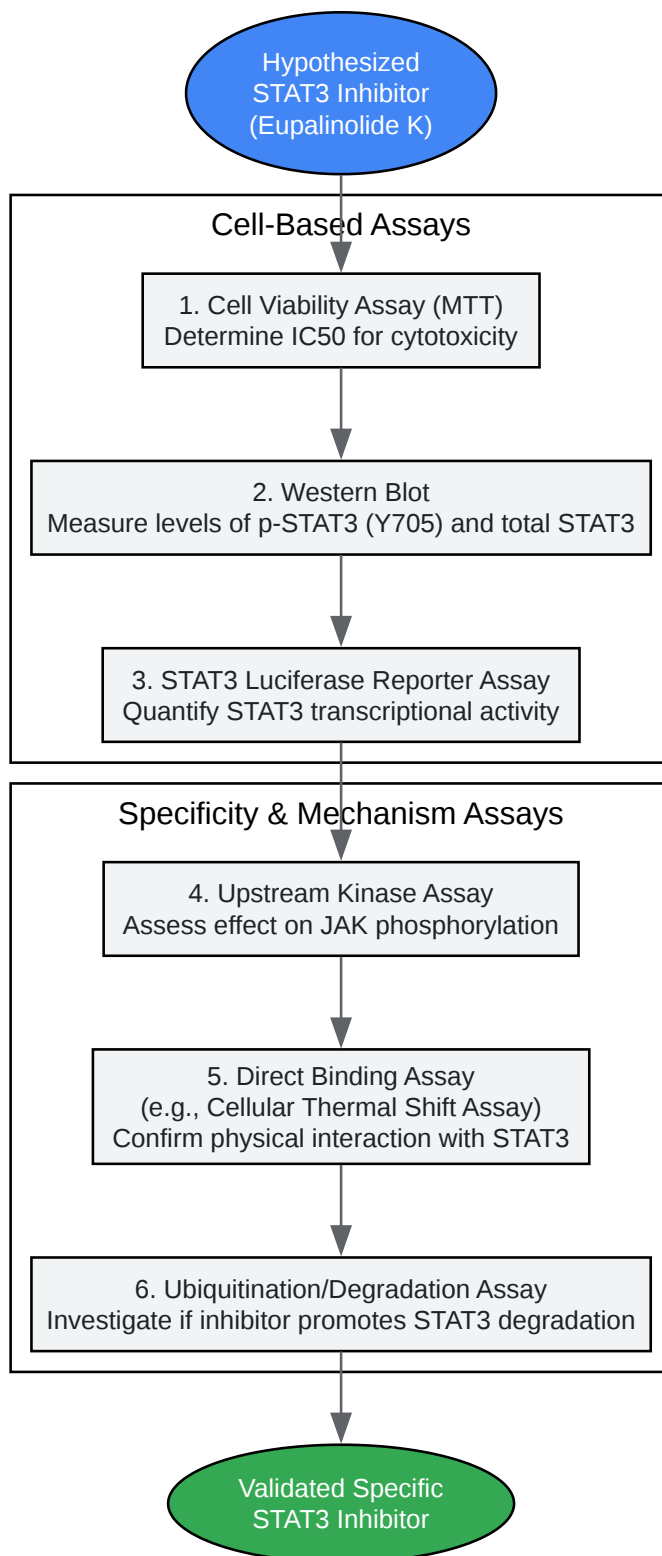 Hypothesized
STAT3 Inhibitor
(Eupalinolide K)
Cell-Based Assays
1. Cell Viability Assay (MTT)
Determine IC50 for cytotoxicity
2. Western Blot
Measure levels of p-STAT3 (Y705) and total STAT3
3. STAT3 Luciferase Reporter Assay
Quantify STAT3 transcriptional activity
Specificity & Mechanism Assays
4. Upstream Kinase Assay
Assess effect on JAK phosphorylation
5. Direct Binding Assay
(e.g., Cellular Thermal Shift Assay)
Confirm physical interaction with STAT3
6. Ubiquitination/Degradation Assay
Investigate if inhibitor promotes STAT3 degradation
Validated Specific
STAT3 Inhibitor